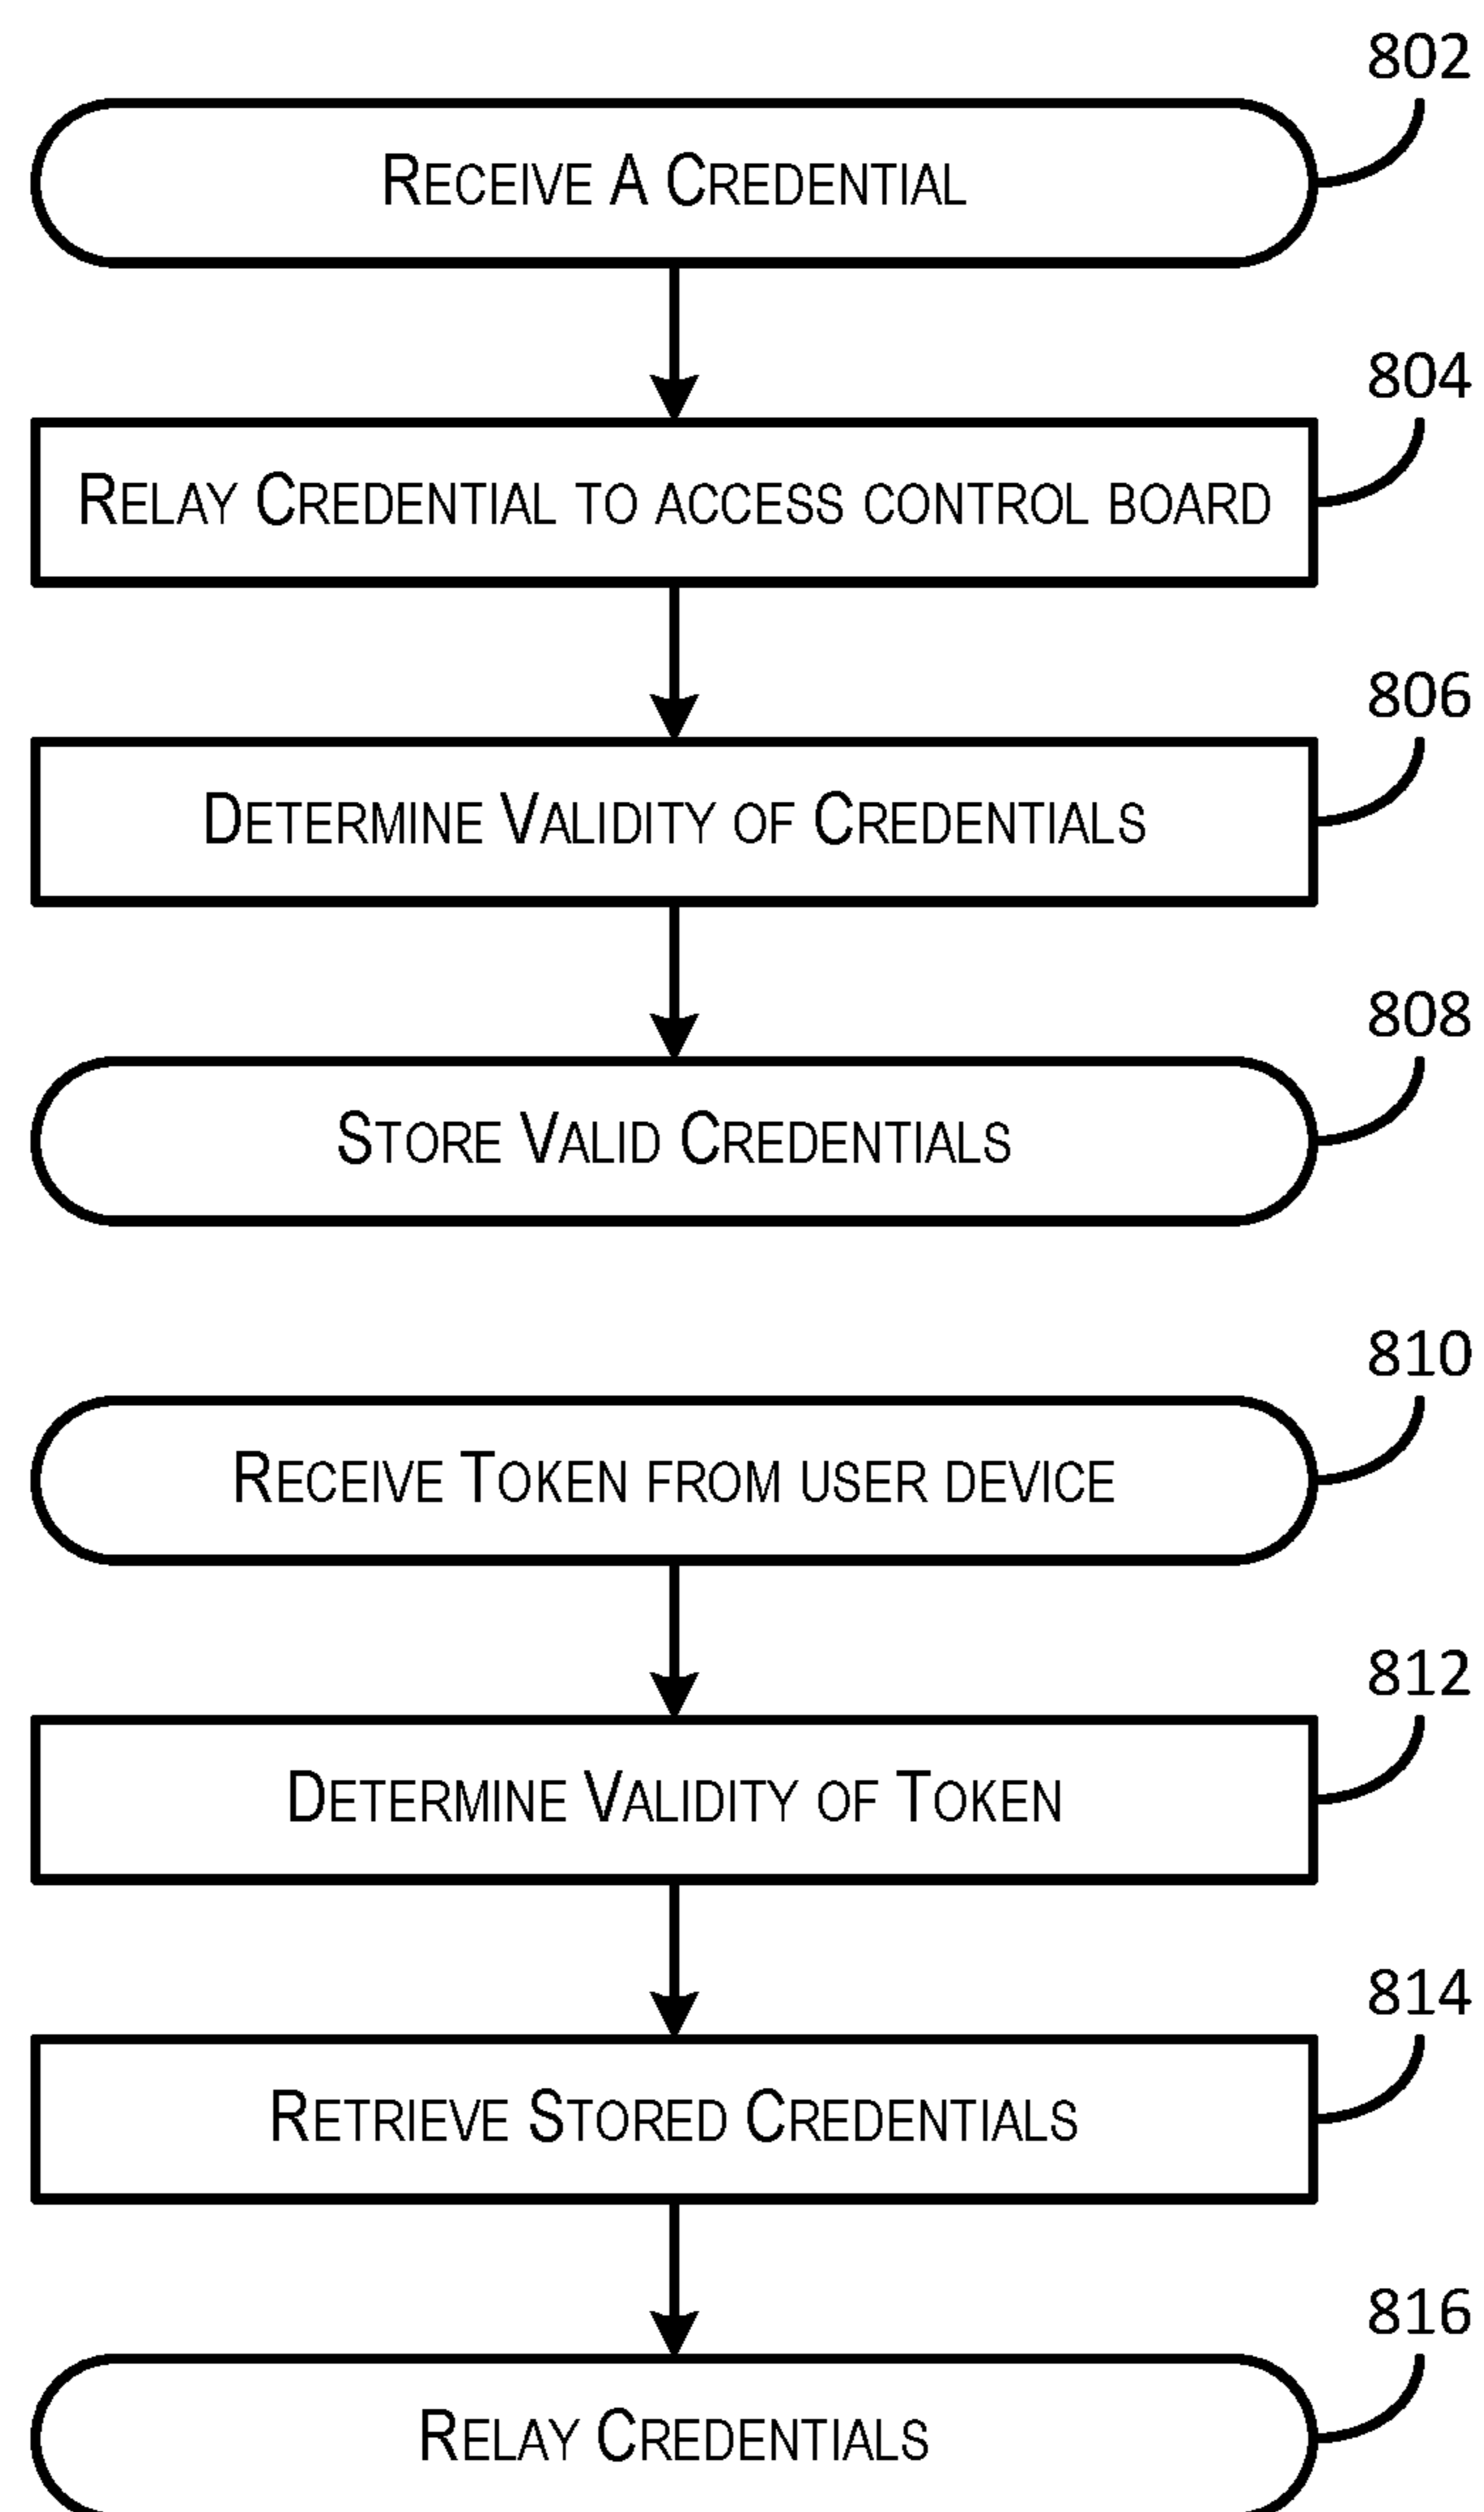 802
RECEIVE A CREDENTIAL
804
RELAY CREDENTIAL TO ACCESS CONTROL BOARD
806
DETERMINE VALIDITY OF CREDENTIALS
808
STORE VALID CREDENTIALS
810
RECEIVE TOKEN FROM USER DEVICE
812
DETERMINE VALIDITY OF TOKEN
814
RETRIEVE STORED CREDENTIALS
816
RELAY CREDENTIALS